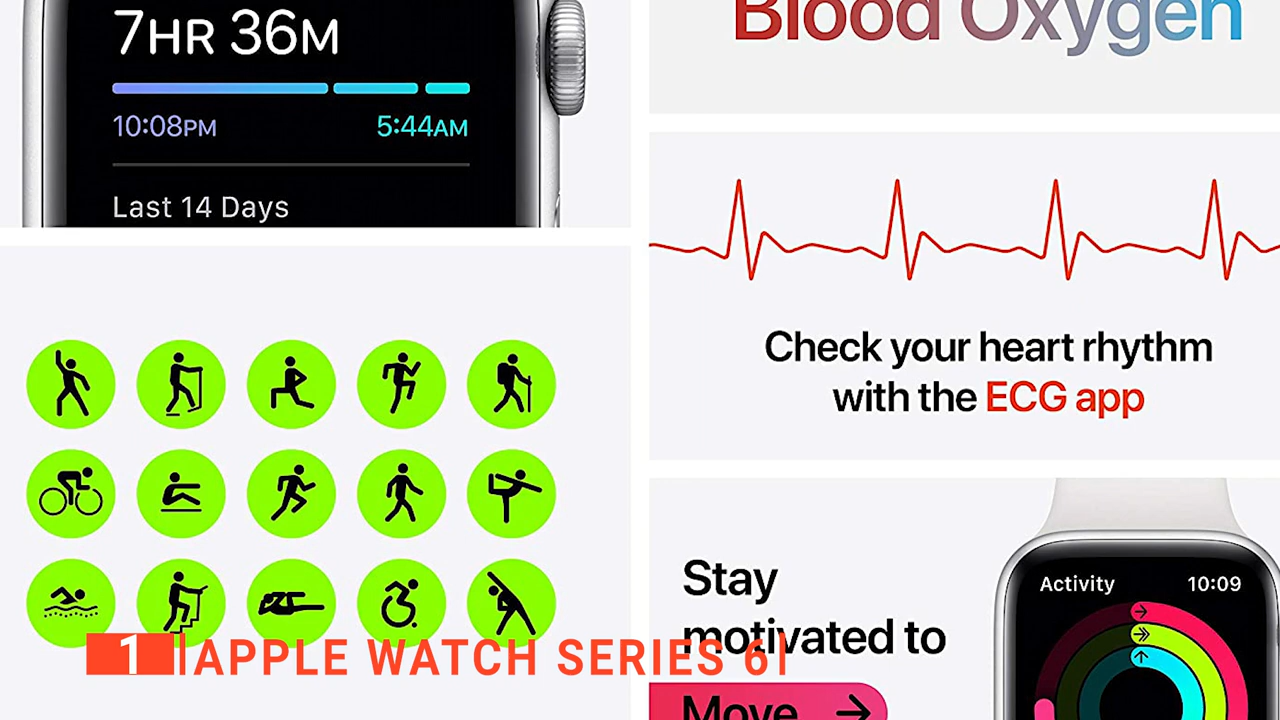 7HR 36M
10:08PM 5:44AM
Last 14 Days
Blood Oxygen
Check your heart rhythm
with the ECG app
Stay
motivated to
Move
Activity 10:09
1 |APPLE WATCH SERIES 6|